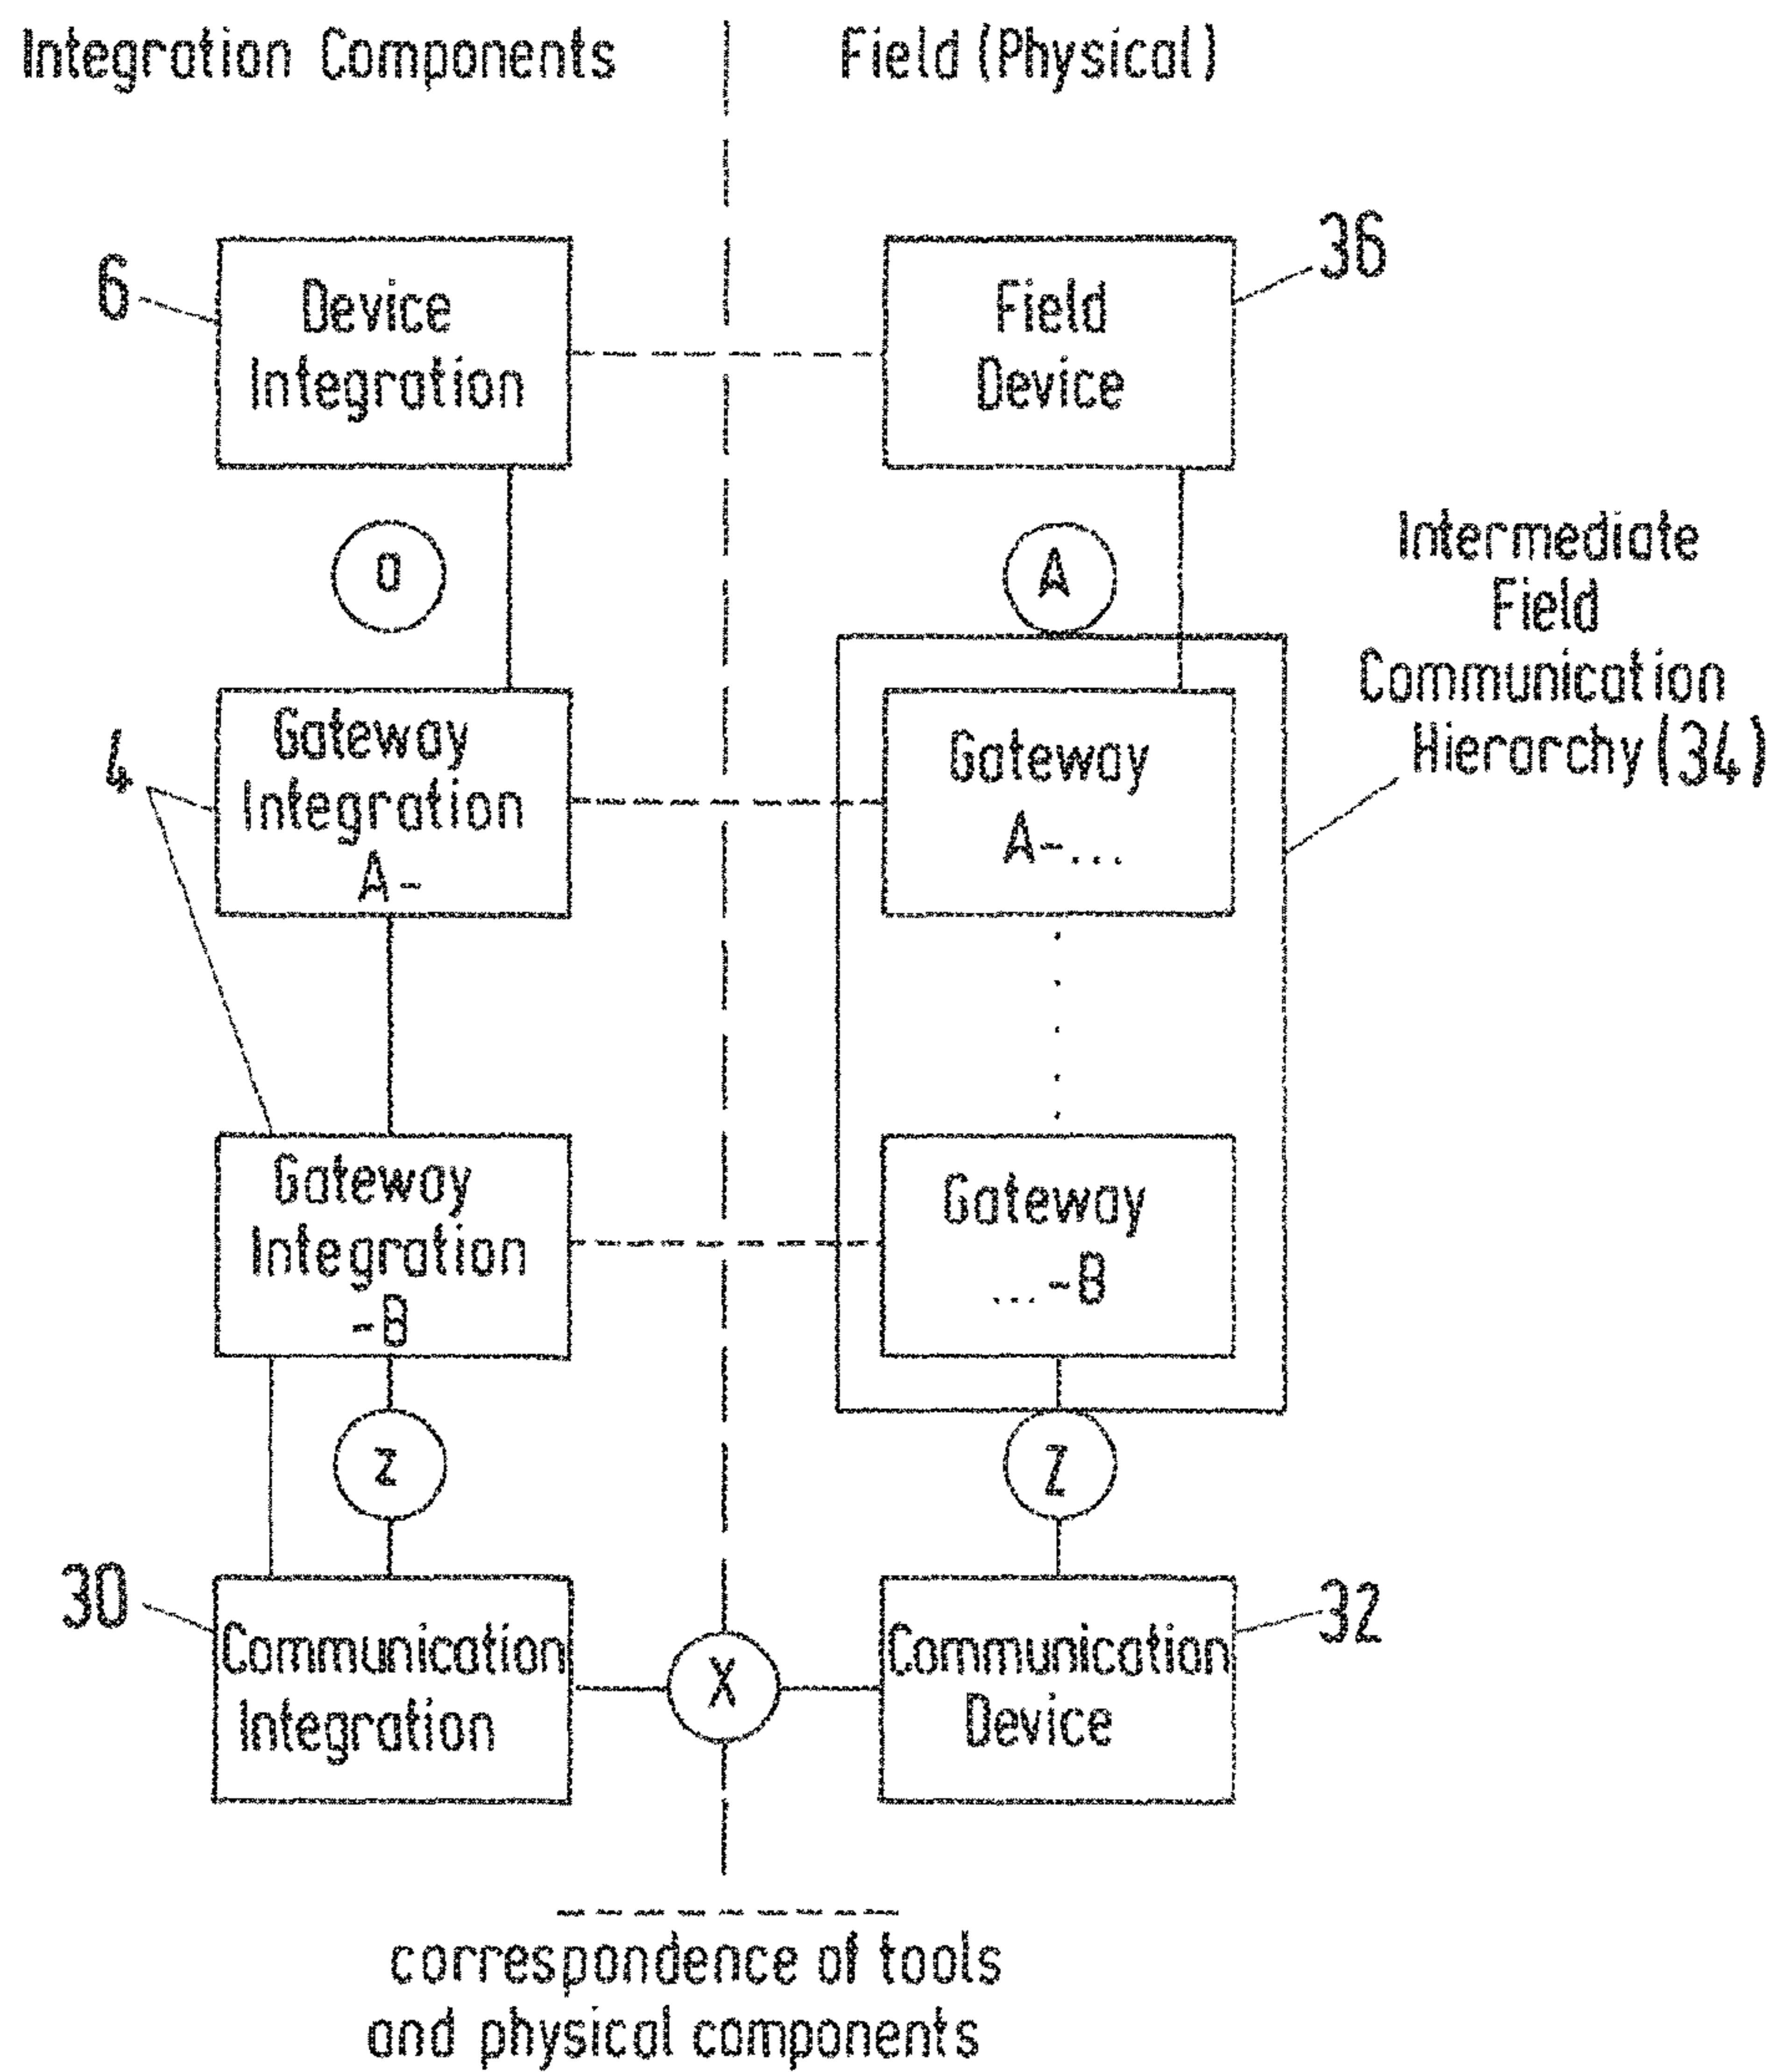 Integration Components
Field (Physical)
6
Device
Integration
Field
Device
36
a
A
Intermediate
Field
Communication
Hierarchy (34)
4
Gateway
Integration
A-
Gateway
A-...
Gateway
Integration
-B
Gateway
...-B
z
Z
30
Communication
Integration
X
Communication
Device
32
correspondence of tools
and physical components